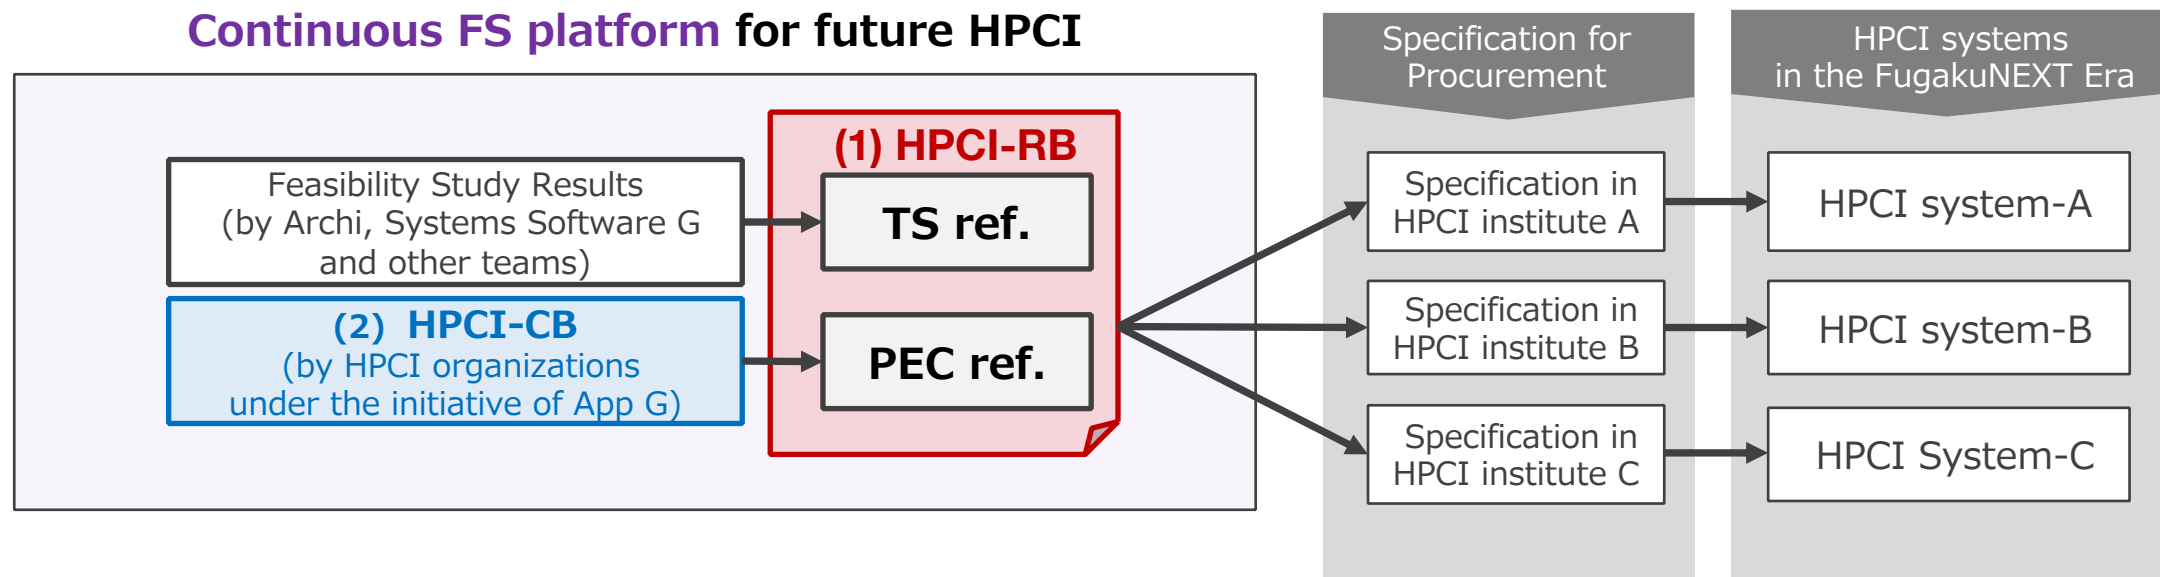 Continuous FS platform for future HPCI
Feasibility Study Results
(by Archi, Systems Software G
and other teams)
(2) HPCI-CB
(by HPCI organizations
under the initiative of App G)
(1) HPCI-RB
TS ref.
PEC ref.
Specification for
Procurement
Specification in
HPCI institute A
Specification in
HPCI institute B
Specification in
HPCI institute C
HPCI systems
in the FugakuNEXT Era
HPCI system-A
HPCI system-B
HPCI System-C